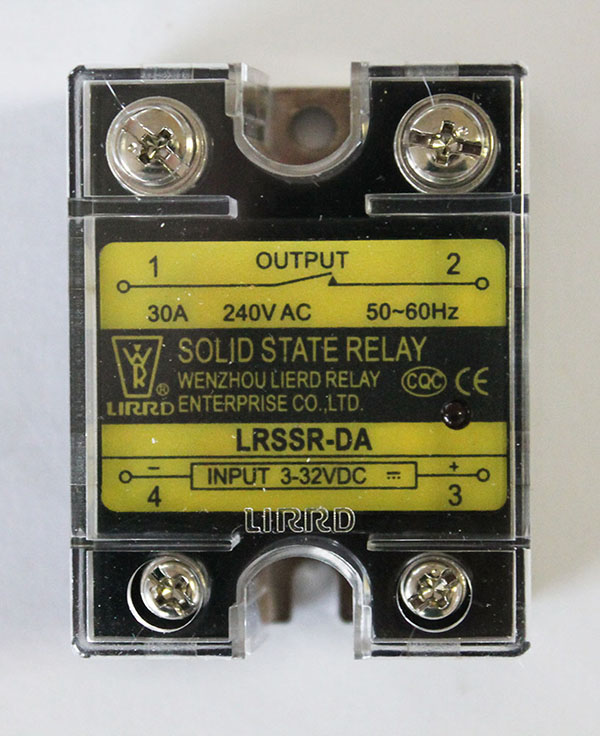 1 OUTPUT 2
30A 240V AC 50~60Hz
SOLID STATE RELAY
WENZHOU LIERD RELAY
ENTERPRISE CO.,LTD.
LIRRD ®
CQC CE
LRSSR-DA
− INPUT 3-32VDC +
4 3
LIRRD